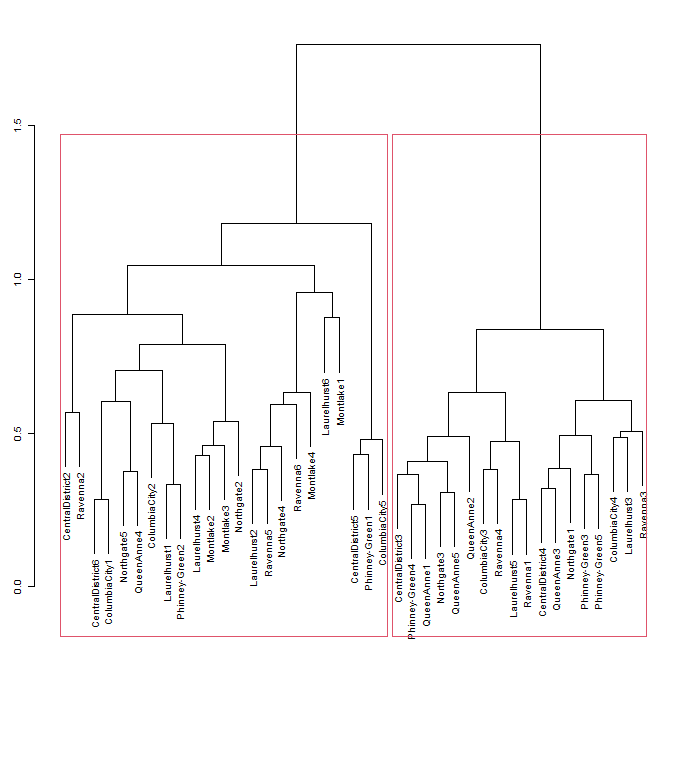 1.5
1.0
0.5
0.0
CentralDistrict2
Ravenna2
CentralDistrict6
ColumbiaCity1
Northgate5
QueenAnne4
ColumbiaCity2
Laurelhurst1
Phinney-Green2
Laurelhurst4
Montlake2
Montlake3
Northgate2
Laurelhurst2
Ravenna5
Northgate4
Ravenna6
Montlake4
Laurelhurst6
Montlake1
CentralDistrict5
Phinney-Green1
ColumbiaCity5
CentralDistrict3
Phinney-Green4
QueenAnne1
Northgate3
QueenAnne5
QueenAnne2
ColumbiaCity3
Ravenna4
Laurelhurst5
Ravenna1
CentralDistrict4
QueenAnne3
Northgate1
Phinney-Green3
Phinney-Green5
ColumbiaCity4
Laurelhurst3
Ravenna3